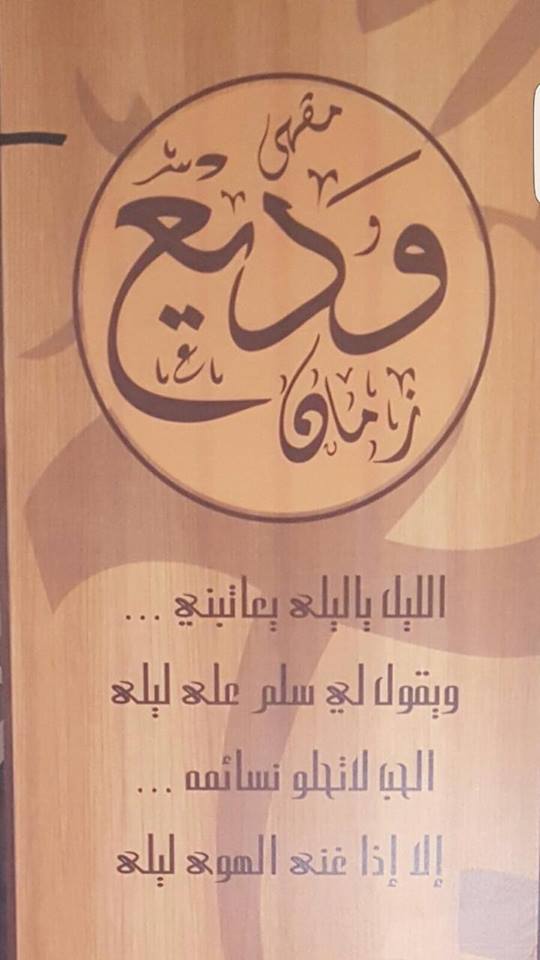 مقهى
وديع
زمان
الليل ياليلى يعاتبني ...
ويقول لي سلم على ليلى
الحب لاتحلو نسائمه ...
إلا إذا غنى الهوى ليلى